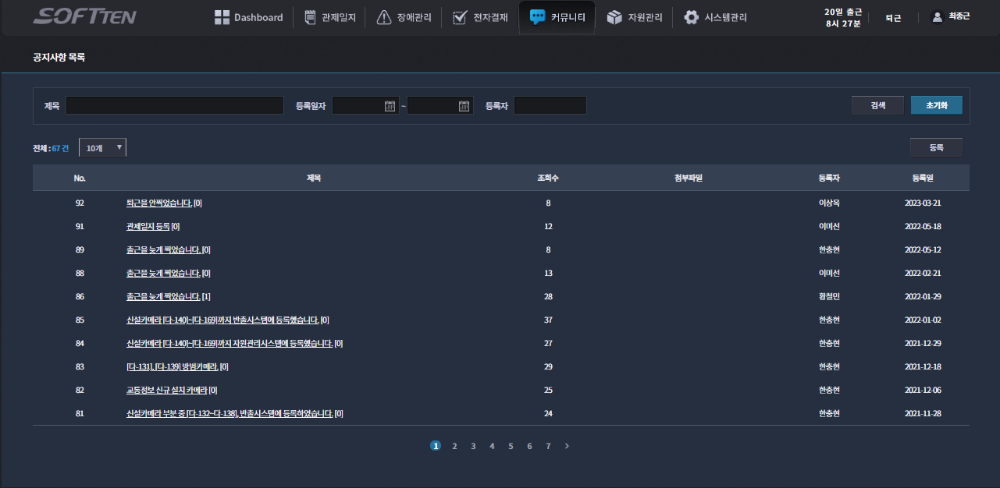 SOFTTEN Dashboard 관제일지 장애관리 전자결재 커뮤니티 자원관리 시스템관리 20일 출근 8시 27분 퇴근 최종근
공지사항 목록
제목 등록일자 ~ 등록자 검색 초기화
전체 : 67 건 10개 ▼ 등록
No. 제목 조회수 첨부파일 등록자 등록일
92 퇴근을 안찍었습니다. [0] 8 이상욱 2023-03-21
91 관제일지 등록 [0] 12 이미선 2022-05-18
89 출근을 늦게 찍었습니다. [0] 8 한충현 2022-05-12
88 출근을 늦게 찍었습니다. [0] 13 이미선 2022-02-21
86 출근을 늦게 찍었습니다. [1] 28 황철민 2022-01-29
85 신설카메라 [다-140]~[다-169]까지 반출시스템에 등록했습니다. [0] 37 한충현 2022-01-02
84 신설카메라 [다-140]~[다-169]까지 자원관리시스템에 등록했습니다. [0] 27 한충현 2021-12-29
83 [다-131], [다-139] 방범카메라. [0] 29 한충현 2021-12-18
82 교통정보 신규 설치 카메라 [0] 25 한충현 2021-12-06
81 신설카메라 부분 중 [다-132~다-138], 반출시스템에 등록하였습니다. [0] 24 한충현 2021-11-28
1 2 3 4 5 6 7 >